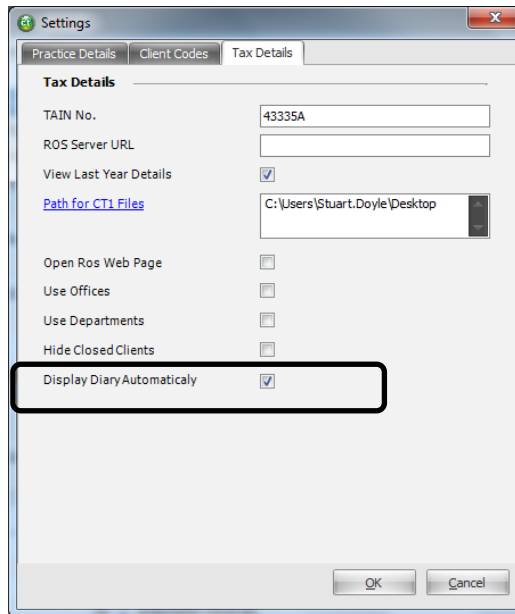 Settings
Practice Details Client Codes Tax Details
Tax Details
TAIN No. 43335A
ROS Server URL
View Last Year Details
Path for CT1 Files C:\Users\Stuart.Doyle\Desktop
Open Ros Web Page
Use Offices
Use Departments
Hide Closed Clients
Display Diary Automaticaly
OK Cancel